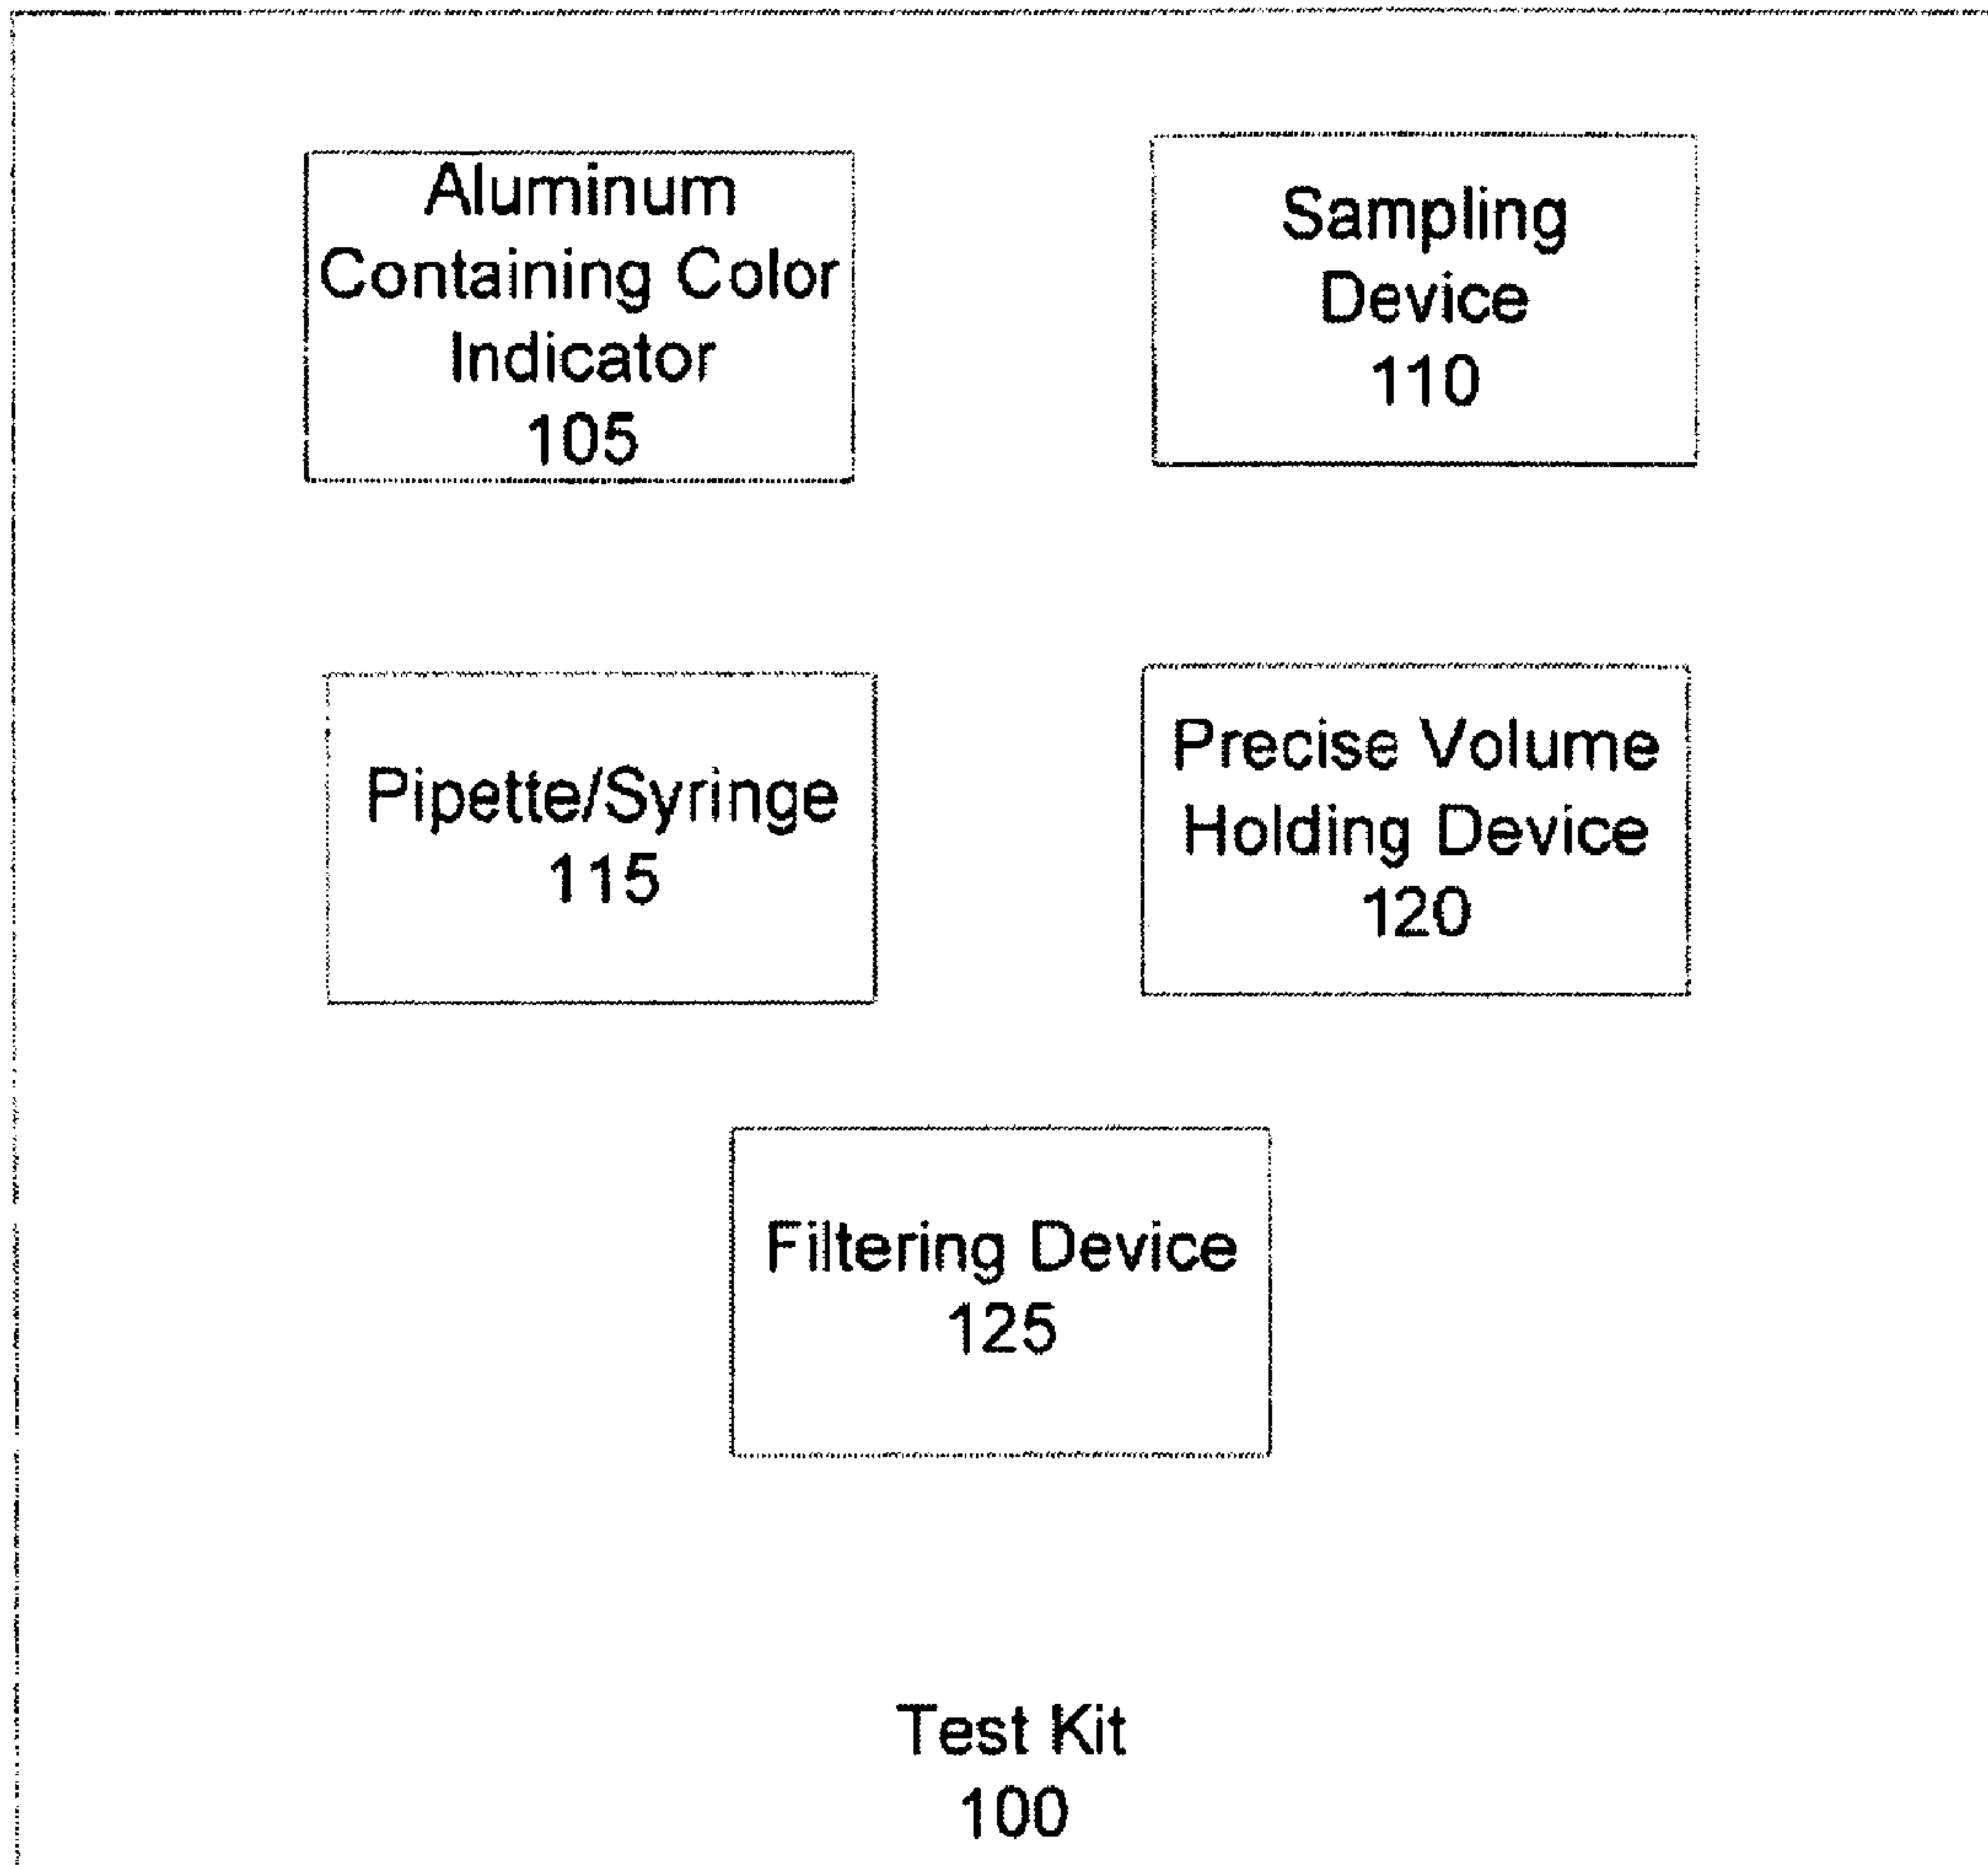 Aluminum
Containing Color
Indicator
105
Sampling
Device
110
Pipette/Syringe
115
Precise Volume
Holding Device
120
Filtering Device
125
Test Kit
100